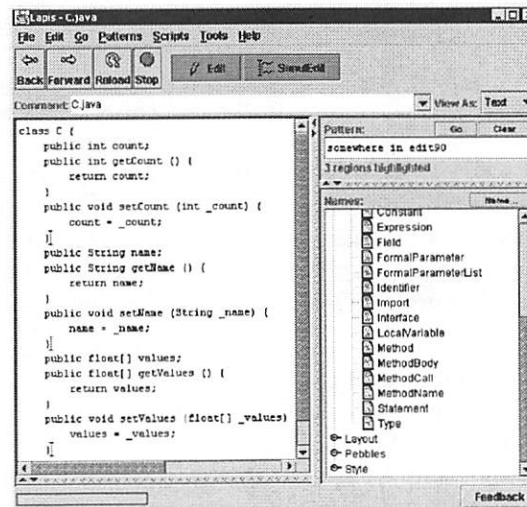 Lapis - C.java
File Edit Go Patterns Scripts Tools Help
Back Forward Reload Stop Edit SimulEdit
Command: C.java View As: Text
class C {
public int count;
public int getCount () {
return count;
}
public void setCount (int _count) {
count = _count;
}
public String name;
public String getName () {
return name;
}
public void setName (String _name) {
name = _name;
}
public float[] values;
public float[] getValues () {
return values;
}
public void setValues (float[] _values)
values = _values;
}
Pattern: Go Clear
somewhere in edit90
3 regions highlighted
Names: Name...
Constant
Expression
Field
FormalParameter
FormalParameterList
Identifier
Import
Interface
LocalVariable
Method
MethodBody
MethodCall
MethodName
Statement
Type
Layout
Pebbles
Style
Feedback